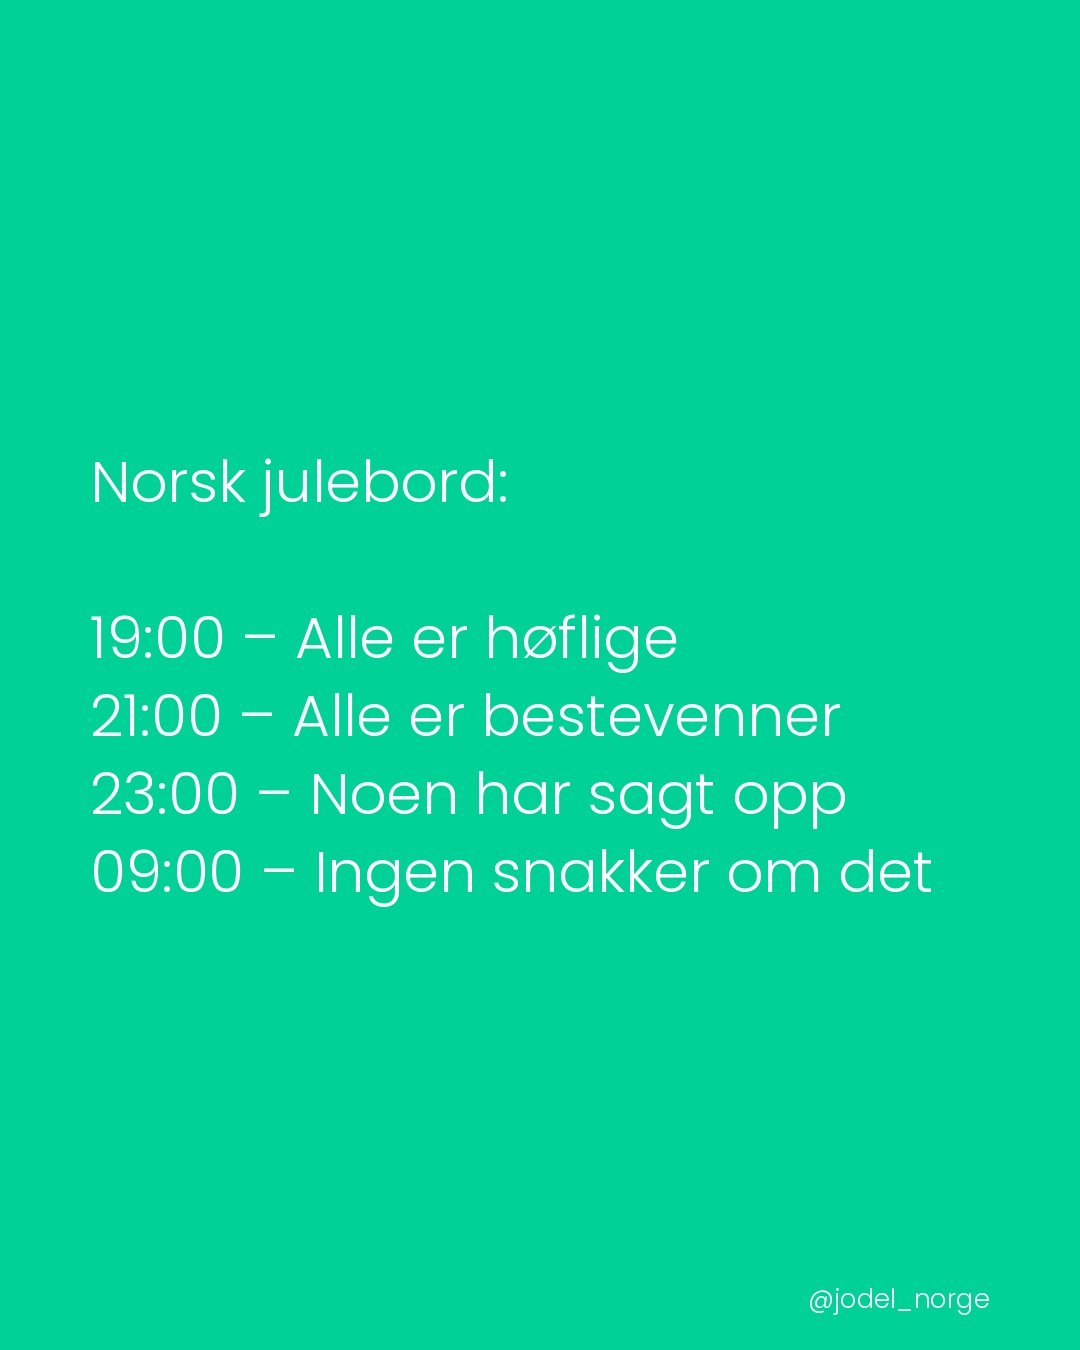 Norsk julebord:
19:00 – Alle er høflige
21:00 – Alle er bestevenner
23:00 – Noen har sagt opp
09:00 – Ingen snakker om det
@jodel_norge